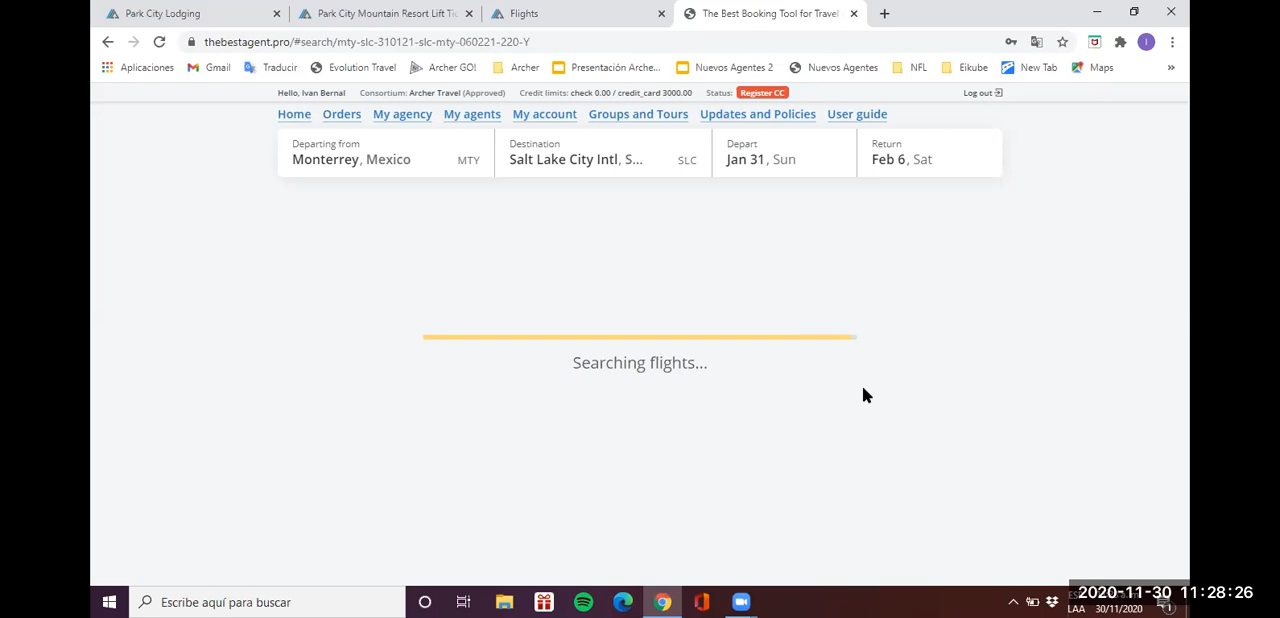 Park City Lodging
Park City Mountain Resort Lift Tic
Flights
The Best Booking Tool for Travel
thebestagent.pro/#search/mty-slc-310121-slc-mty-060221-220-Y
Aplicaciones
Gmail
Traducir
Evolution Travel
Archer GO!
Archer
Presentación Arche...
Nuevos Agentes 2
Nuevos Agentes
NFL
Eikube
New Tab
Maps
»
Hello, Ivan Bernal
Consortium: Archer Travel (Approved)
Credit limits: check 0.00 / credit_card 3000.00
Status: Register CC
Log out
Home
Orders
My agency
My agents
My account
Groups and Tours
Updates and Policies
User guide
Departing from
Monterrey, Mexico MTY
Destination
Salt Lake City Intl, S... SLC
Depart
Jan 31, Sun
Return
Feb 6, Sat
Searching flights...
Escribe aquí para buscar
2020-11-30 11:28:26
LAA 30/11/2020